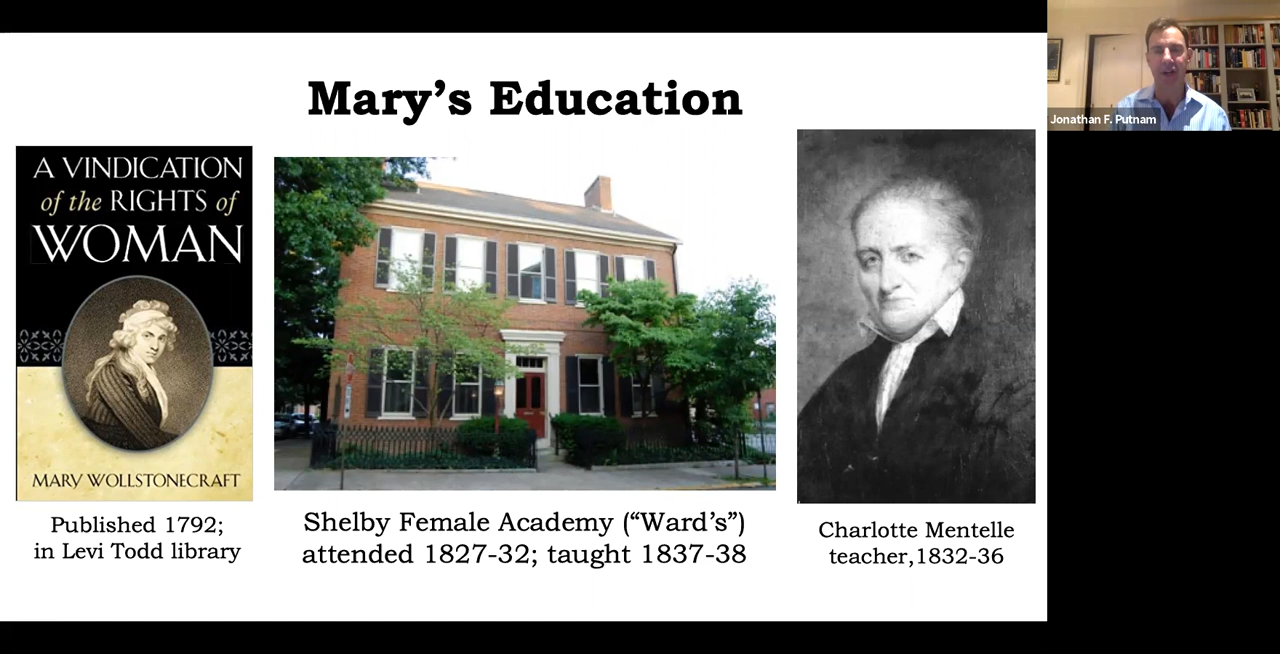 Mary’s Education
Jonathan F. Putnam
A VINDICATION
of the RIGHTS of
WOMAN
MARY WOLLSTONECRAFT
Published 1792;
in Levi Todd library
Shelby Female Academy (“Ward’s”)
attended 1827-32; taught 1837-38
Charlotte Mentelle
teacher,1832-36